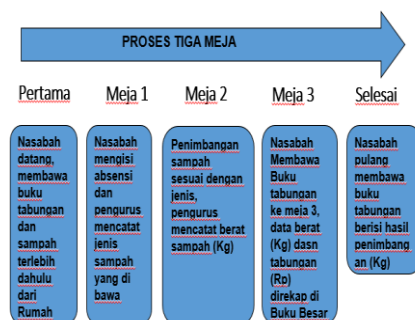 PROSES TIGA MEJA
Pertama
Meja 1
Meja 2
Meja 3
Selesai
Nasabah
datang,
membawa
buku
tabungan
dan
sampah
terlebih
dahulu
dari
Rumah
Nasabah
mengisi
absensi
dan
pengurus
mencatat
jenis
sampah
yang di
bawa
Penimbangan
sampah
sesuai dengan
jenis,
pengurus
mencatat berat
sampah (Kg)
Nasabah
Membawa
Buku
tabungan
ke meja 3,
data berat
(Kg) dasn
tabungan
(Rp)
direkap di
Buku Besar
Nasabah
pulang
membawa
buku
tabungan
berisi hasil
penimbang
an (Kg)